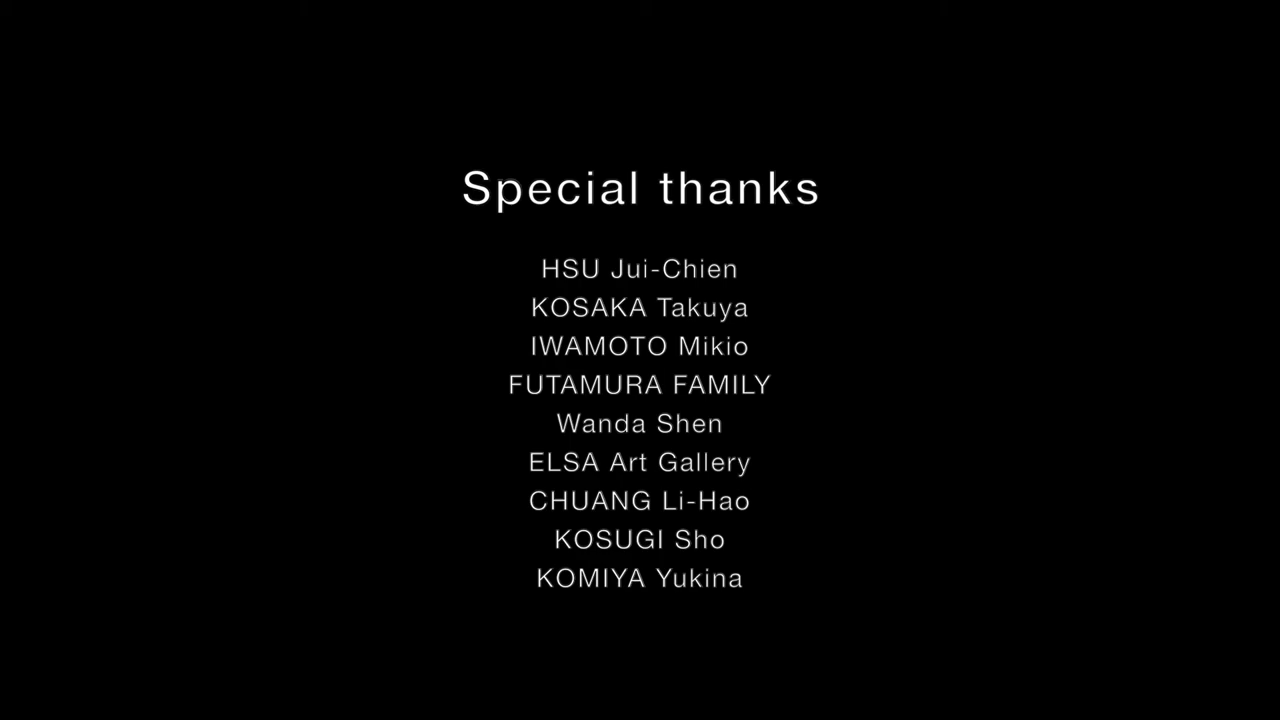 Special thanks
HSU Jui-Chien
KOSAKA Takuya
IWAMOTO Mikio
FUTAMURA FAMILY
Wanda Shen
ELSA Art Gallery
CHUANG Li-Hao
KOSUGI Sho
KOMIYA Yukina